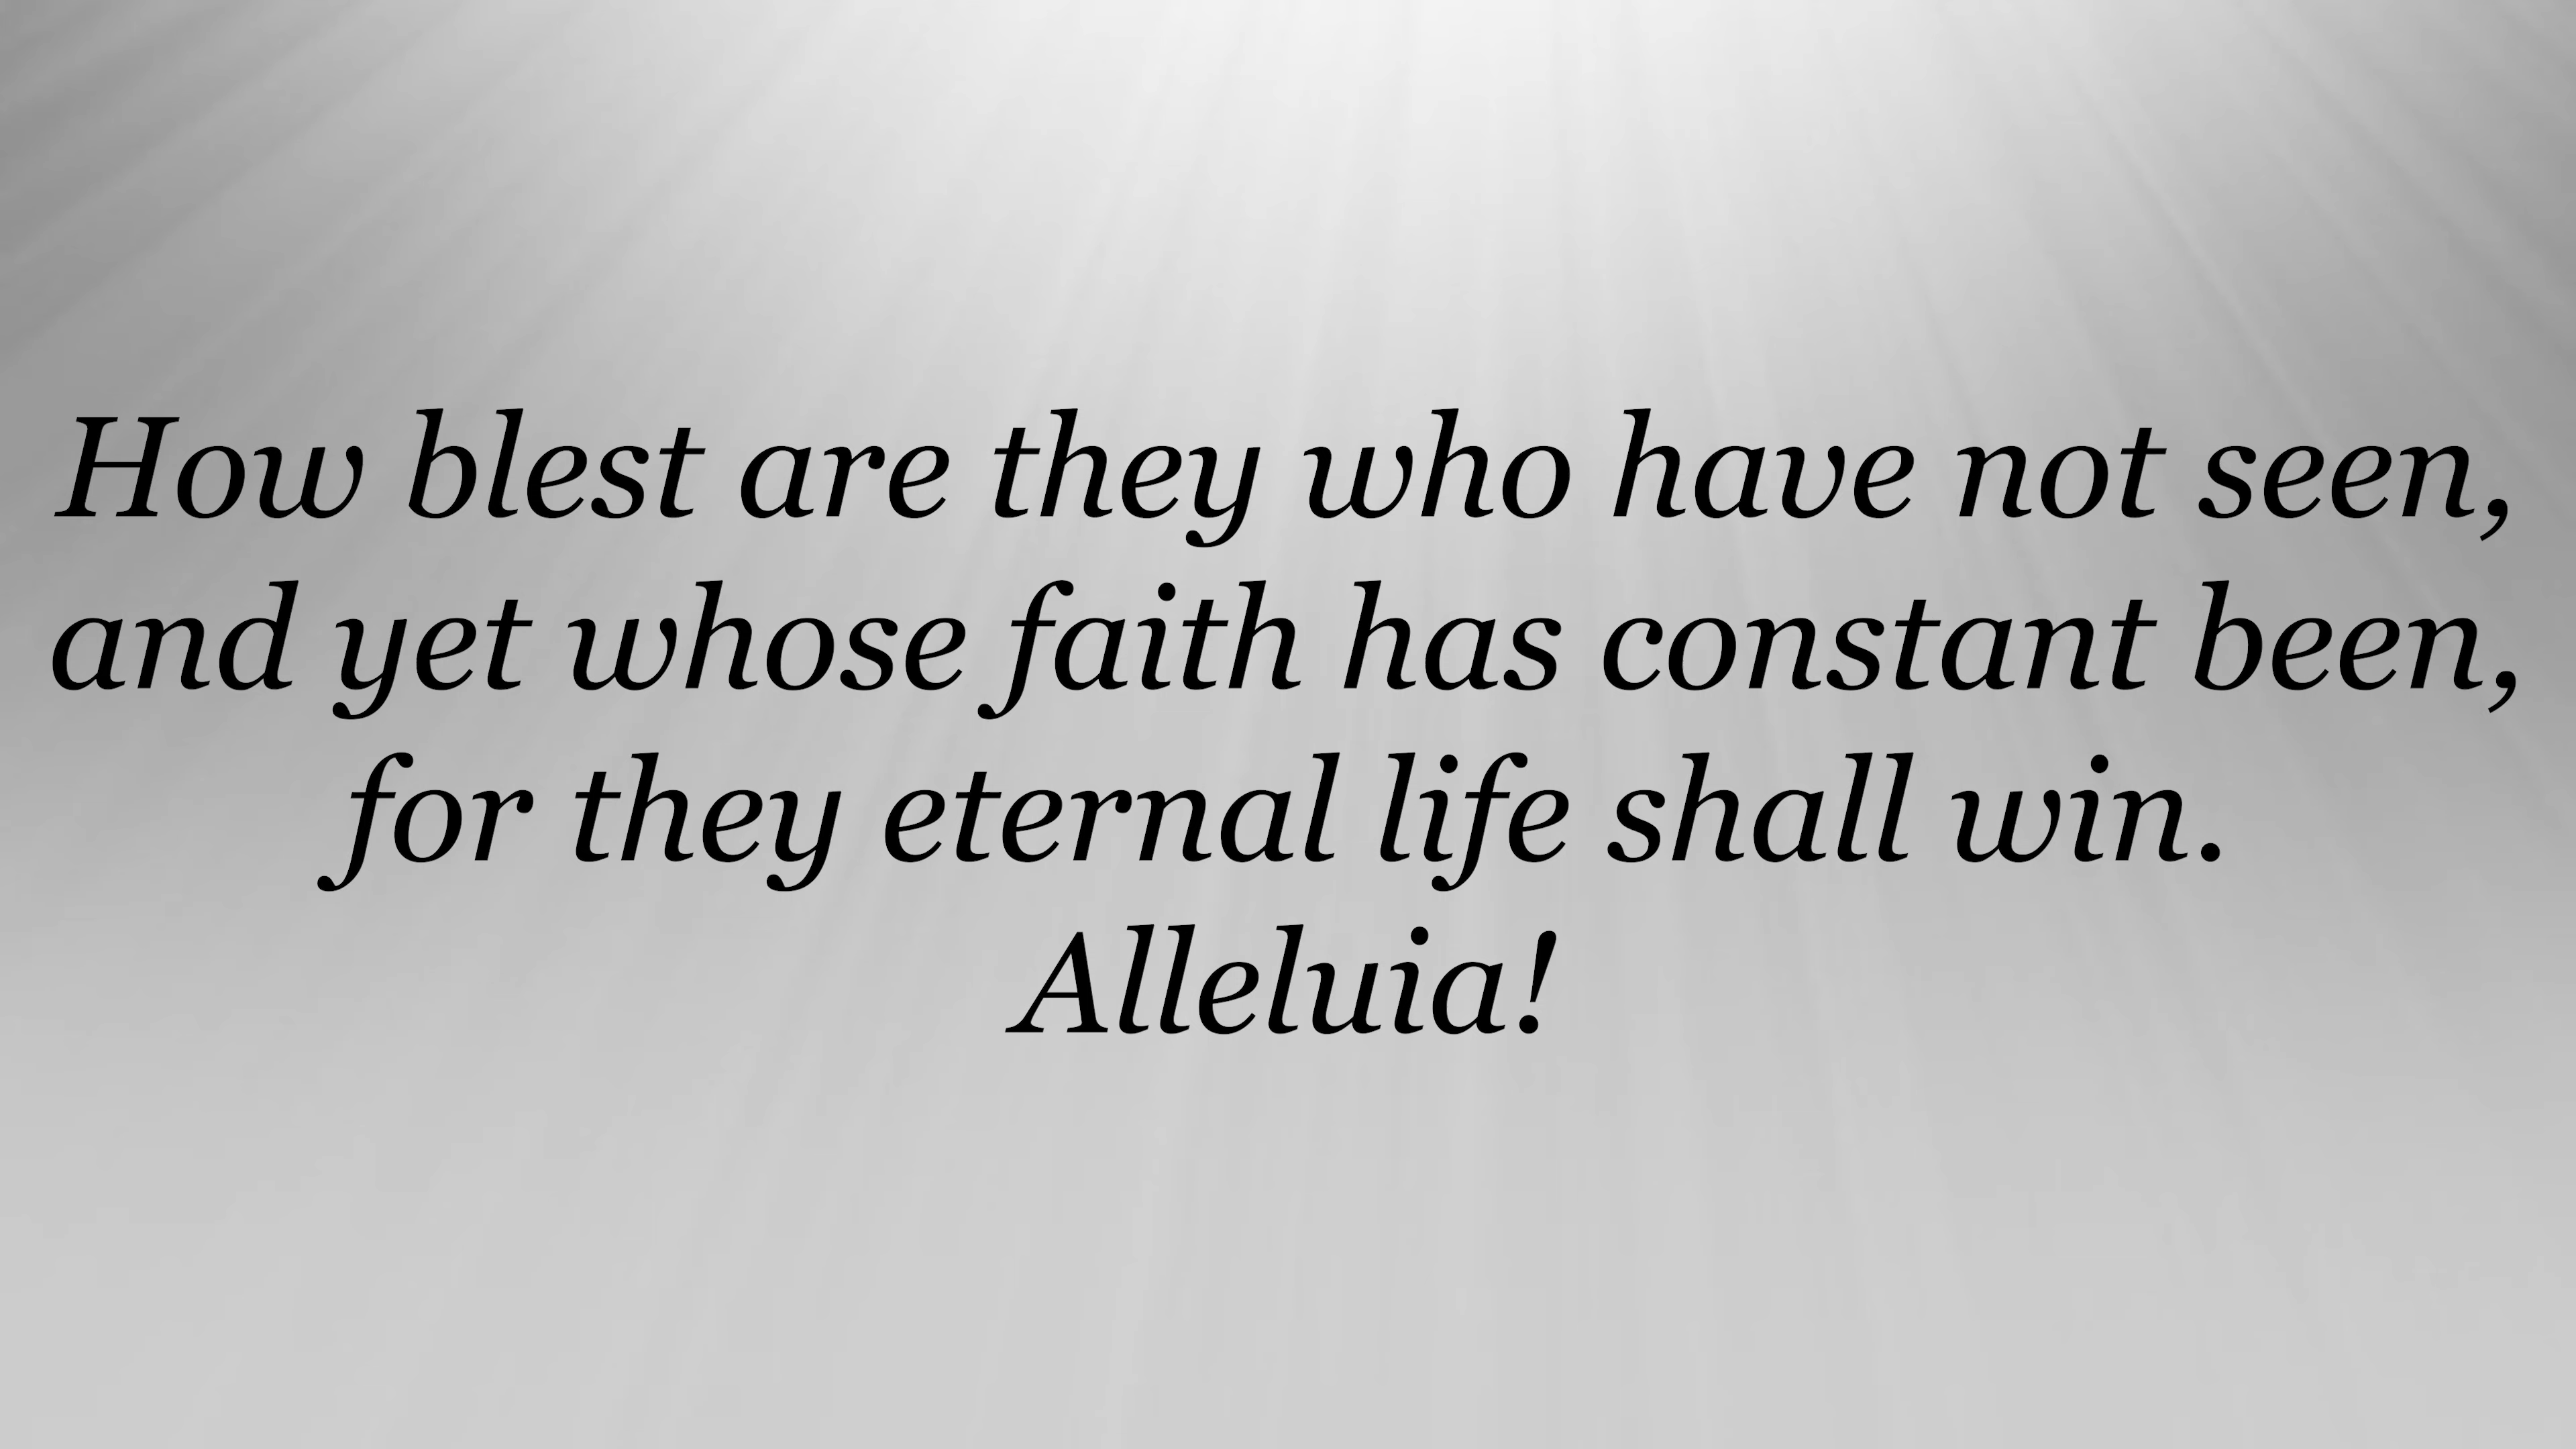 How blest are they who have not seen,
and yet whose faith has constant been,
for they eternal life shall win.
Alleluia!